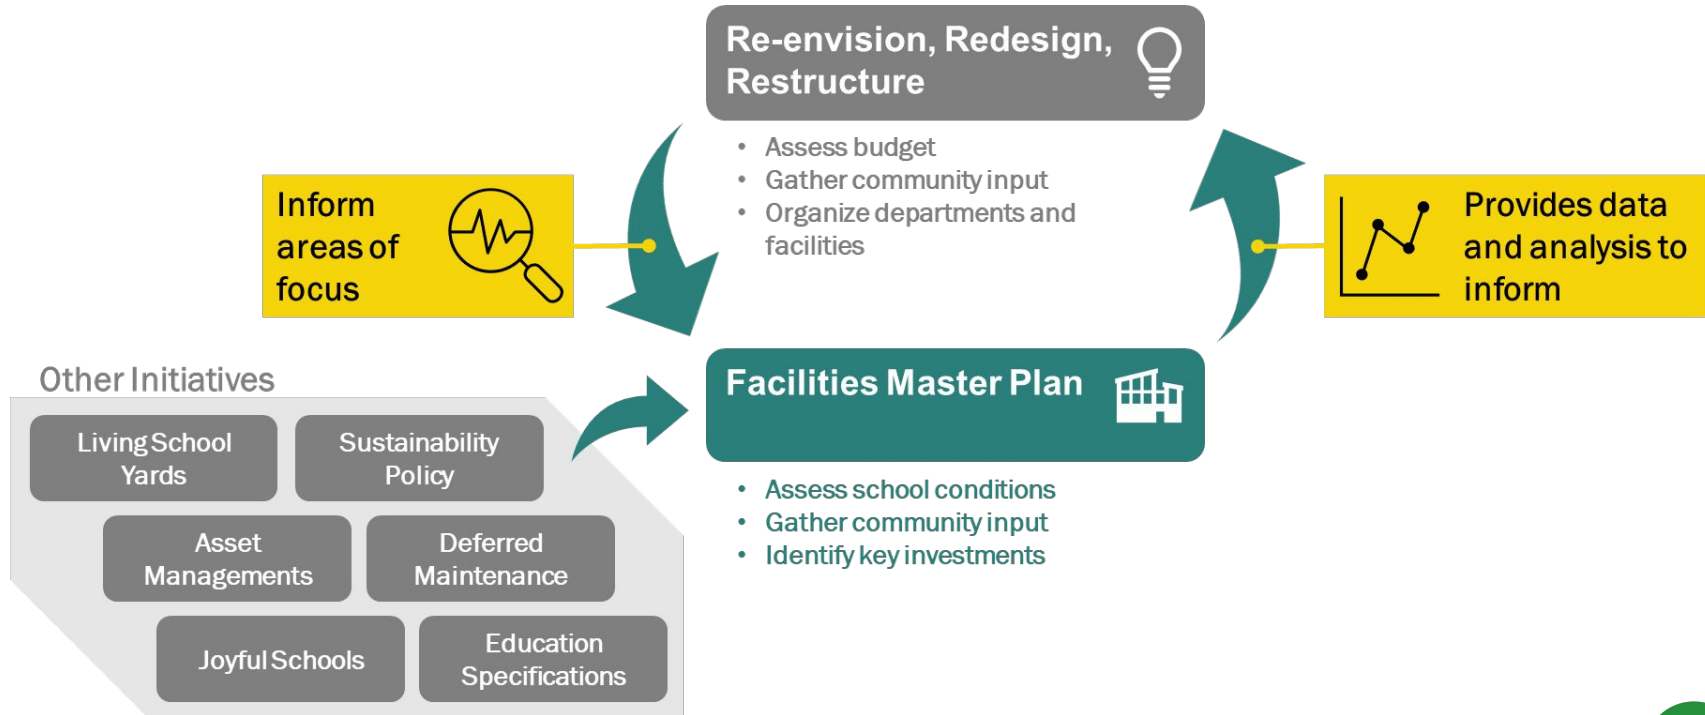 Re-envision, Redesign,
Restructure
• Assess budget
• Gather community input
• Organize departments and
facilities
Inform
areas of
focus
Provides data
and analysis to
inform
Other Initiatives
Living School
Yards
Sustainability
Policy
Asset
Managements
Deferred
Maintenance
Joyful Schools
Education
Specifications
Facilities Master Plan
• Assess school conditions
• Gather community input
• Identify key investments